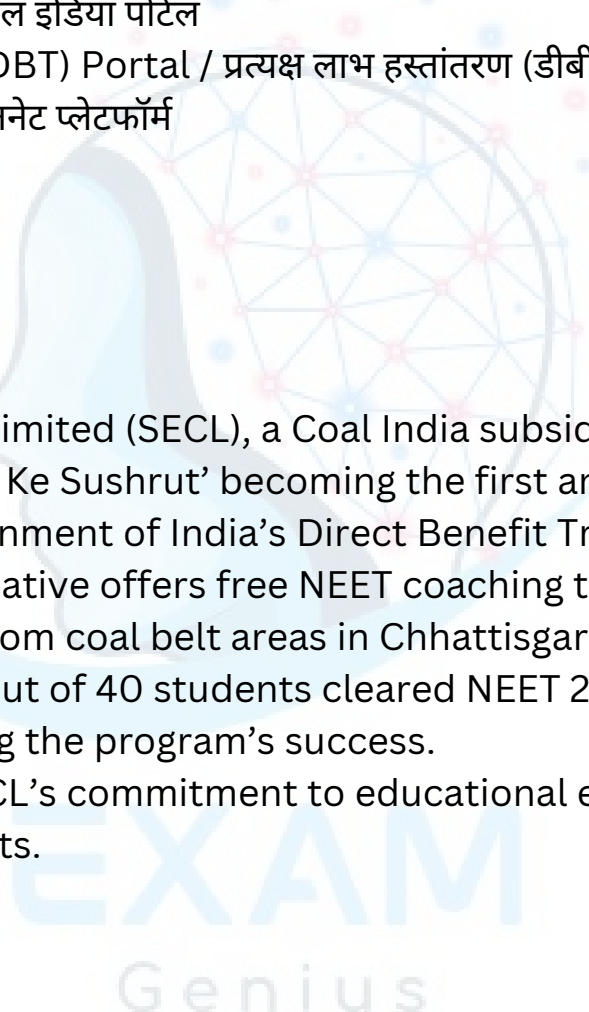 ल इंडिया पोर्टल
DBT) Portal / प्रत्यक्ष लाभ हस्तांतरण (डीबी
नेट प्लेटफॉर्म
imited (SECL), a Coal India subsid
Ke Sushrut’ becoming the first an
nment of India’s Direct Benefit Tr
ative offers free NEET coaching t
om coal belt areas in Chhattisgar
ut of 40 students cleared NEET 2
g the program’s success.
CL’s commitment to educational e
ts.
EXAM
Genius